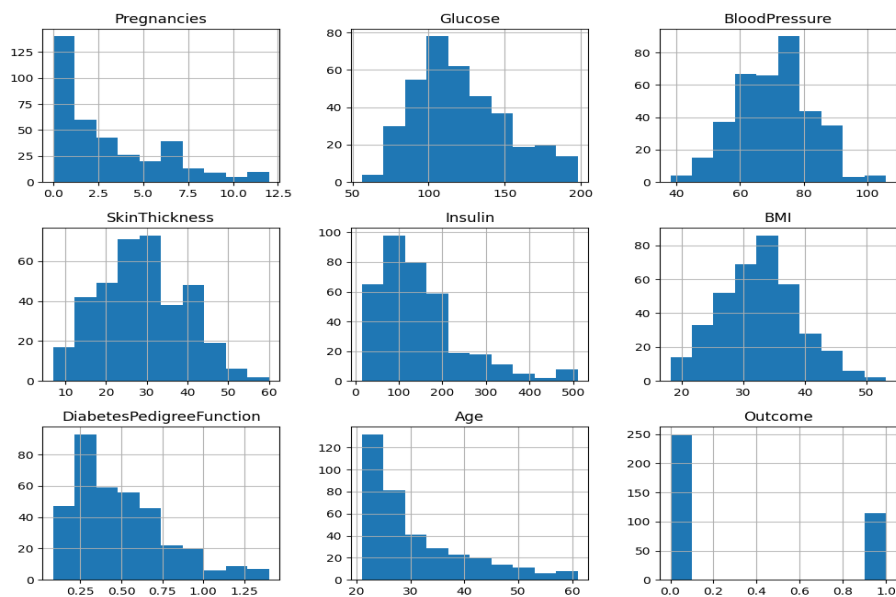 Pregnancies
125
100
75
50
25
0
0.0 2.5 5.0 7.5 10.0 12.5
Glucose
80
60
40
20
0
50 100 150 200
BloodPressure
80
60
40
20
0
40 60 80 100
SkinThickness
60
40
20
0
10 20 30 40 50 60
Insulin
100
80
60
40
20
0
0 100 200 300 400 500
BMI
80
60
40
20
0
20 30 40 50
DiabetesPedigreeFunction
80
60
40
20
0
0.25 0.50 0.75 1.00 1.25
Age
120
100
80
60
40
20
0
20 30 40 50 60
Outcome
250
200
150
100
50
0
0.0 0.2 0.4 0.6 0.8 1.0